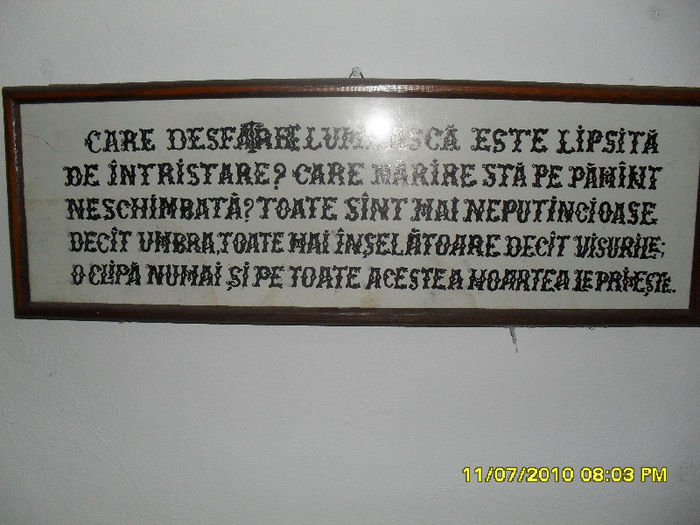 CARE DESFĂTARE LUMEASCĂ ESTE LIPSITĂ
DE ÎNTRISTARE? CARE MĂRIRE STĂ PE PĂMÎNT
NESCHIMBATĂ? TOATE SÎNT MAI NEPUTINCIOASE
DECÎT UMBRA,TOATE MAI ÎNȘELĂTOARE DECÎT VISURILE;
O CLIPĂ NUMAI,ȘI PE TOATE ACESTEA MOARTEA LE PRIMEȘTE.
11/07/2010 08:03 PM